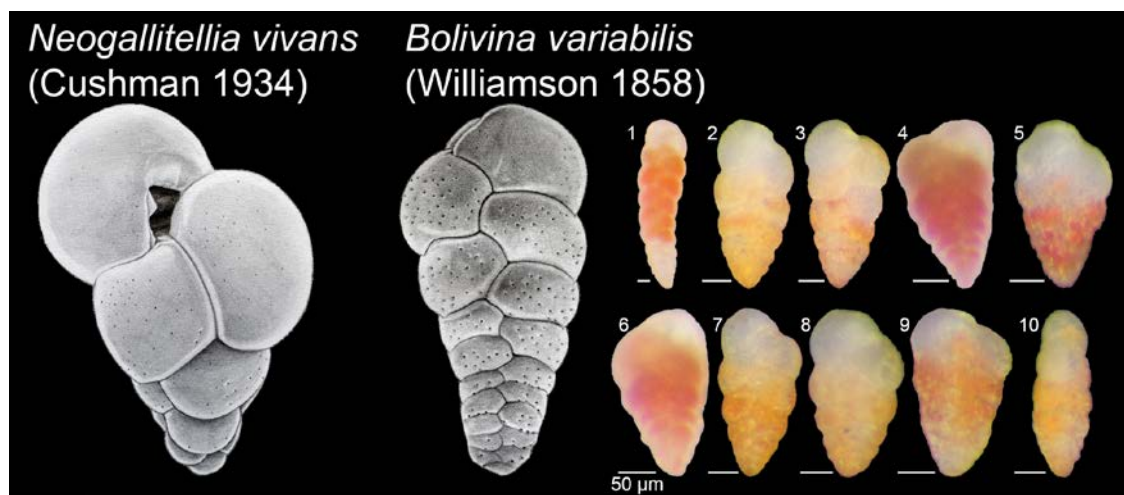 Neogallitellia vivans
(Cushman 1934)
Bolivina variabilis
(Williamson 1858)
1 2 3 4 5
6 7 8 9 10
50 µm